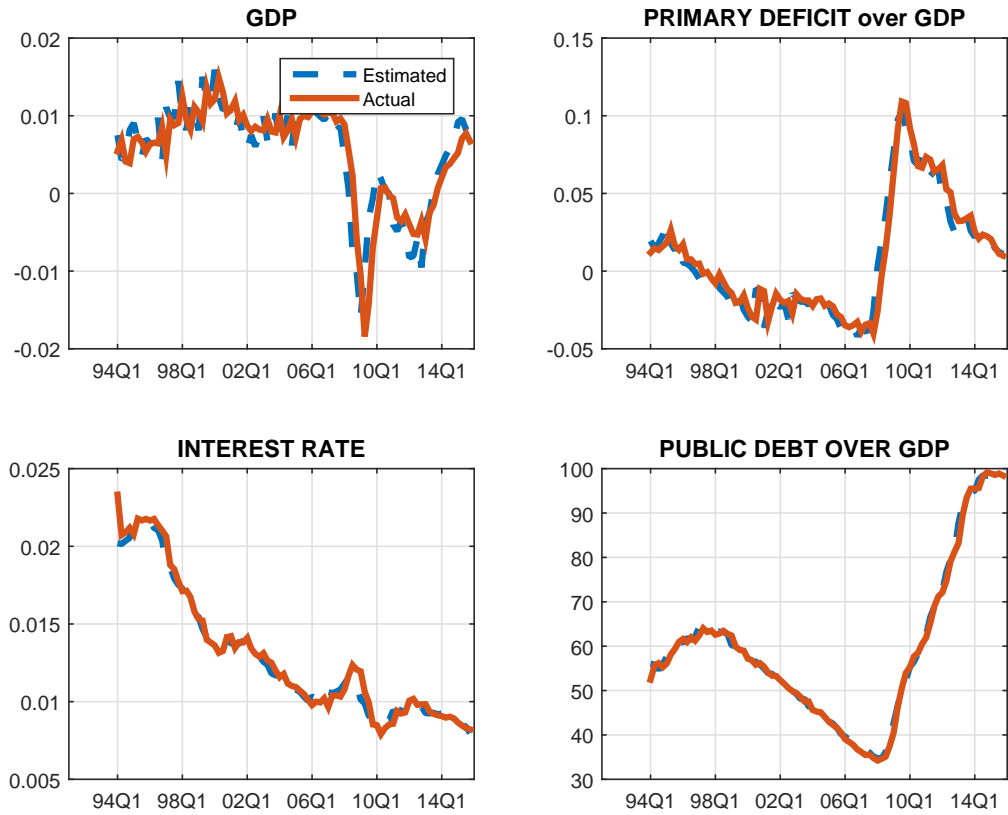 GDP
0.02
0.01
0
-0.01
-0.02
94Q1 98Q1 02Q1 06Q1 10Q1 14Q1
Estimated
Actual
PRIMARY DEFICIT over GDP
0.15
0.1
0.05
0
-0.05
94Q1 98Q1 02Q1 06Q1 10Q1 14Q1
INTEREST RATE
0.025
0.02
0.015
0.01
0.005
94Q1 98Q1 02Q1 06Q1 10Q1 14Q1
PUBLIC DEBT OVER GDP
100
90
80
70
60
50
40
30
94Q1 98Q1 02Q1 06Q1 10Q1 14Q1